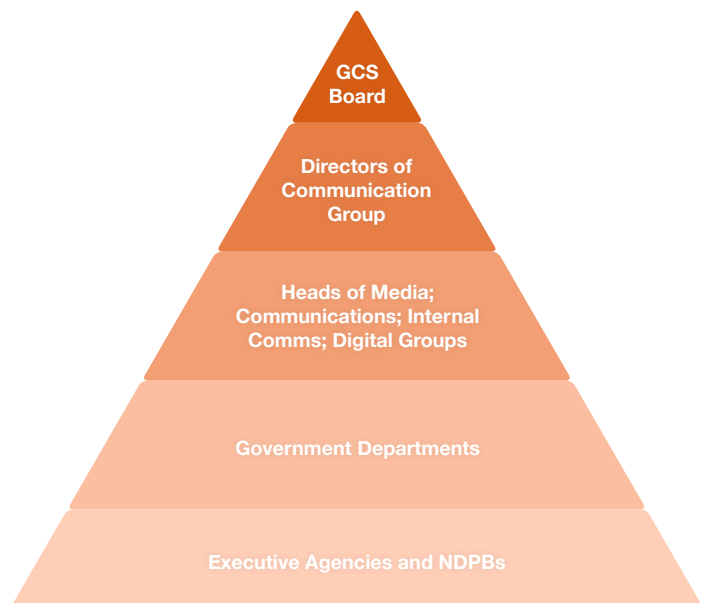 GCS
Board
Directors of
Communication
Group
Heads of Media;
Communications; Internal
Comms; Digital Groups
Government Departments
Executive Agencies and NDPBs